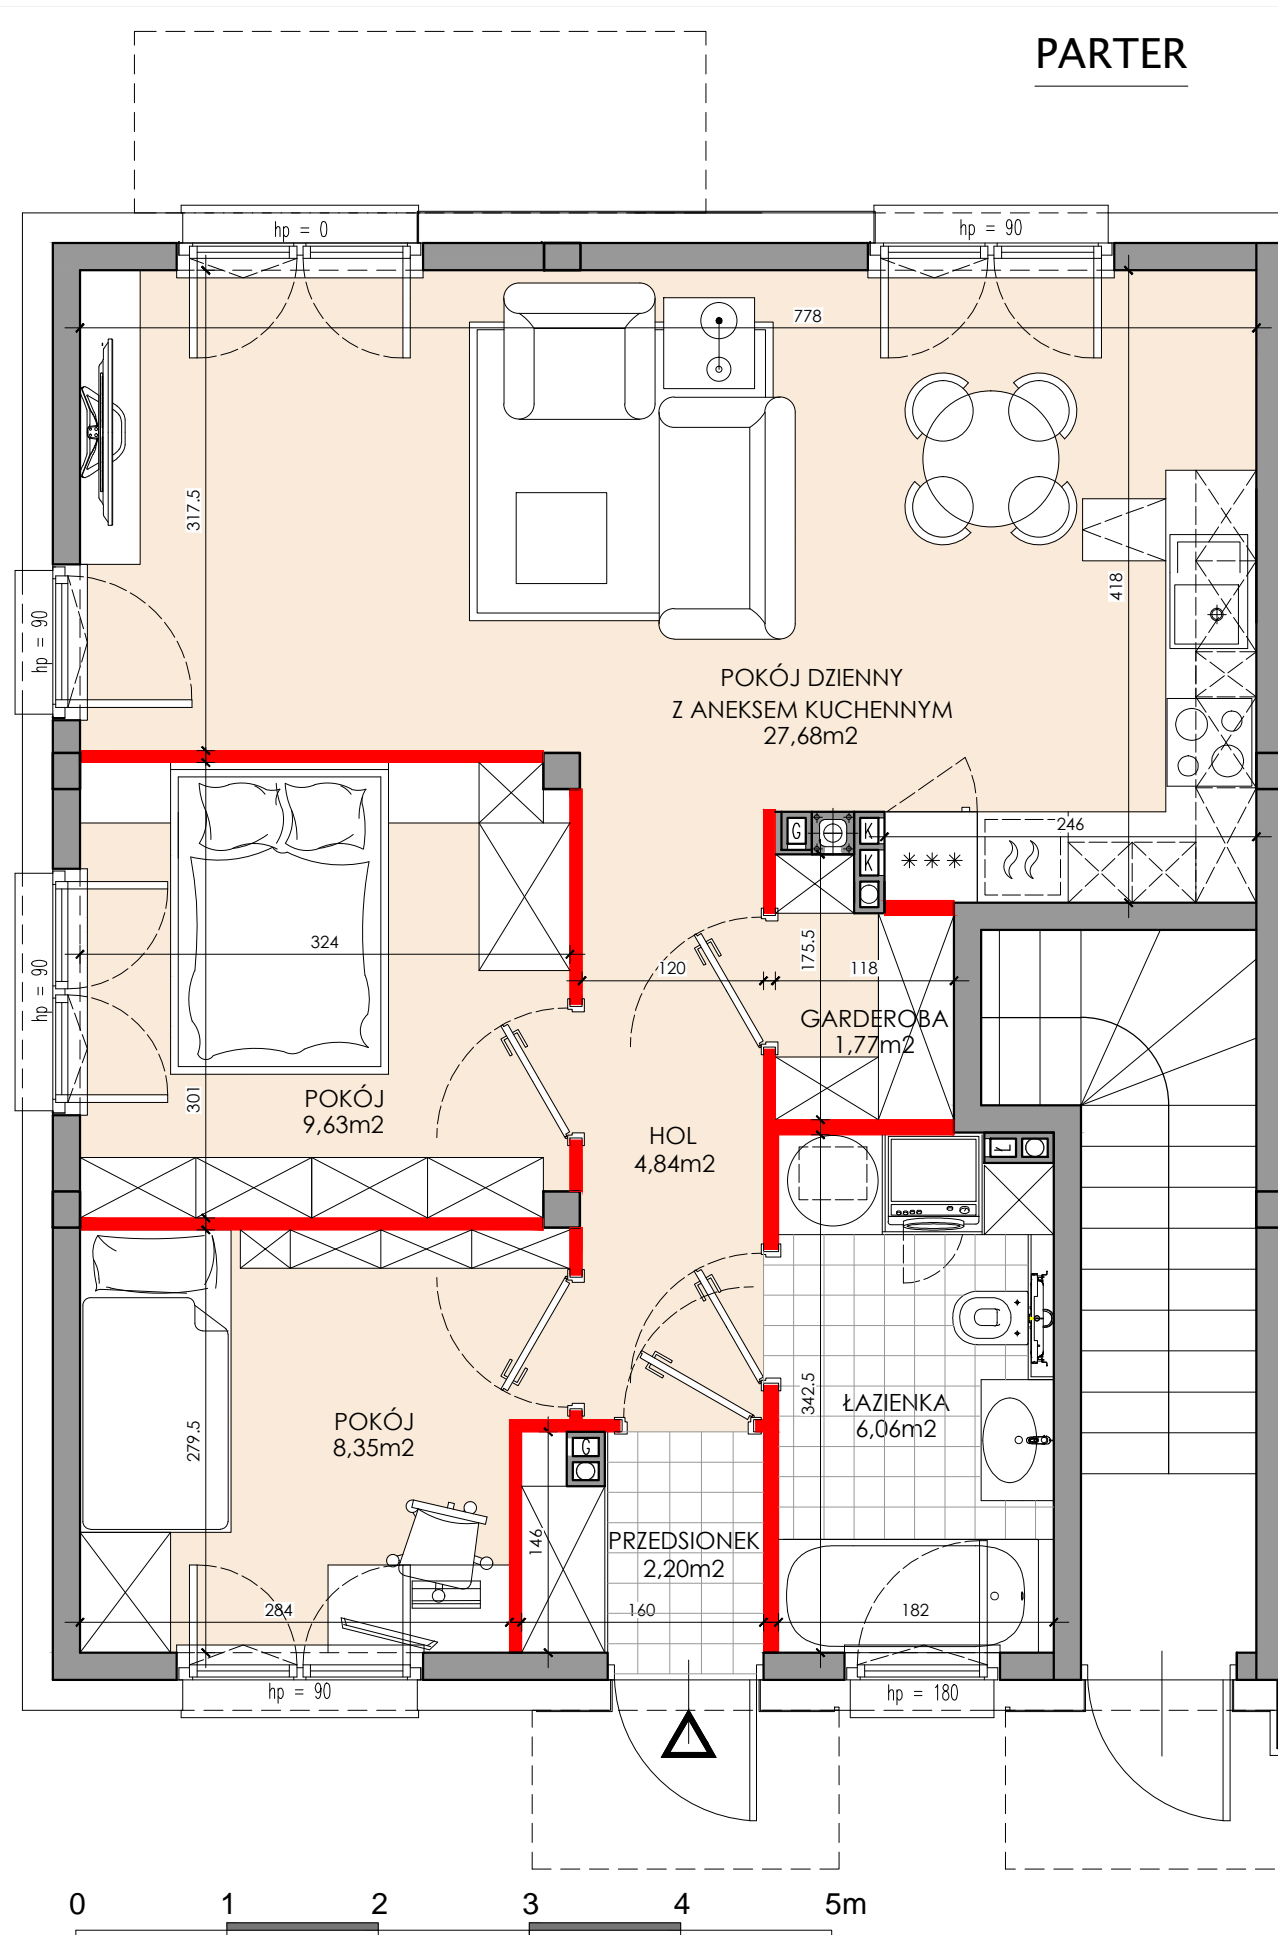 PARTER
hp = 0
hp = 90
778
317.5
418
hp = 90
POKÓJ DZIENNY
Z ANEKSEM KUCHENNYM
27,68m2
G
K
246
K
***
324
175.5
120
118
hp = 90
GARDEROBA
1,77m2
301
POKÓJ
9,63m2
HOL
4,84m2
Ł
279.5
POKÓJ
8,35m2
342.5
ŁAZIENKA
6,06m2
G
146
PRZEDSIONEK
2,20m2
284
160
182
hp = 90
hp = 180
0 1 2 3 4 5m